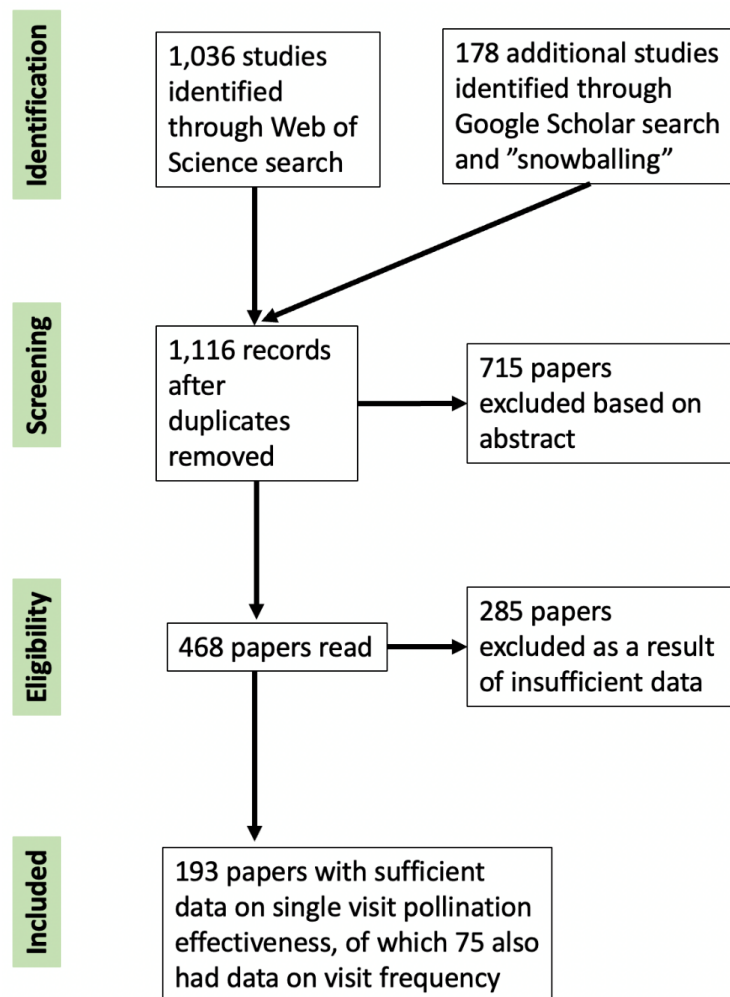 Identification
1,036 studies
identified
through Web of
Science search
178 additional studies
identified through
Google Scholar search
and ”snowballing”
Screening
1,116 records
after
duplicates
removed
715 papers
excluded based on
abstract
Eligibility
468 papers read
285 papers
excluded as a result
of insufficient data
Included
193 papers with sufficient
data on single visit pollination
effectiveness, of which 75 also
had data on visit frequency